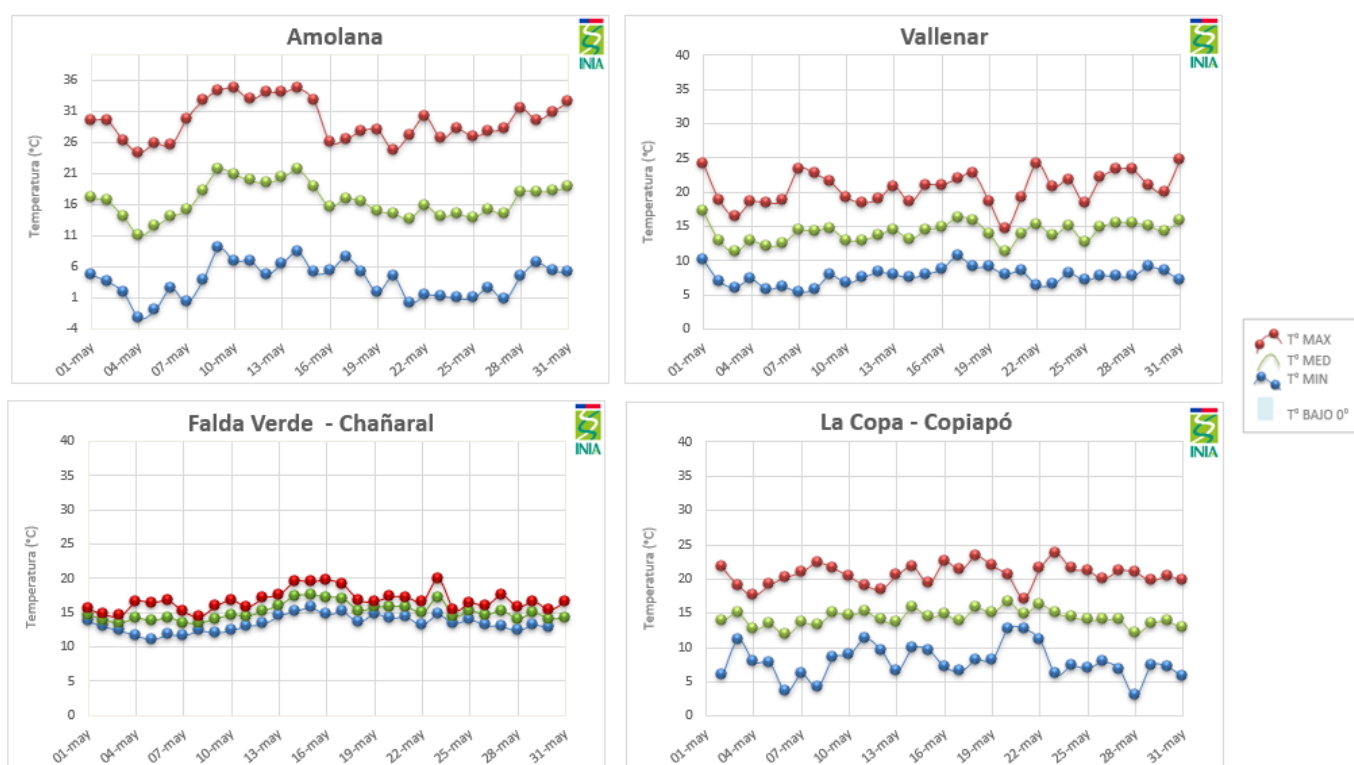 Amolana
INIA
Temperatura (°C)
36
31
26
21
16
11
6
1
-4
01-may
04-may
07-may
10-may
13-may
16-may
19-may
22-may
25-may
28-may
31-may
Vallenar
INIA
Temperatura (°C)
40
35
30
25
20
15
10
5
0
01-may
04-may
07-may
10-may
13-may
16-may
19-may
22-may
25-may
28-may
31-may
T° MAX
T° MED
T° MIN
T° BAJO 0°
Falda Verde - Chañaral
INIA
Temperatura (°C)
40
35
30
25
20
15
10
5
0
01-may
04-may
07-may
10-may
13-may
16-may
19-may
22-may
25-may
28-may
31-may
La Copa - Copiapó
INIA
Temperatura (°C)
40
35
30
25
20
15
10
5
0
01-may
04-may
07-may
10-may
13-may
16-may
19-may
22-may
25-may
28-may
31-may